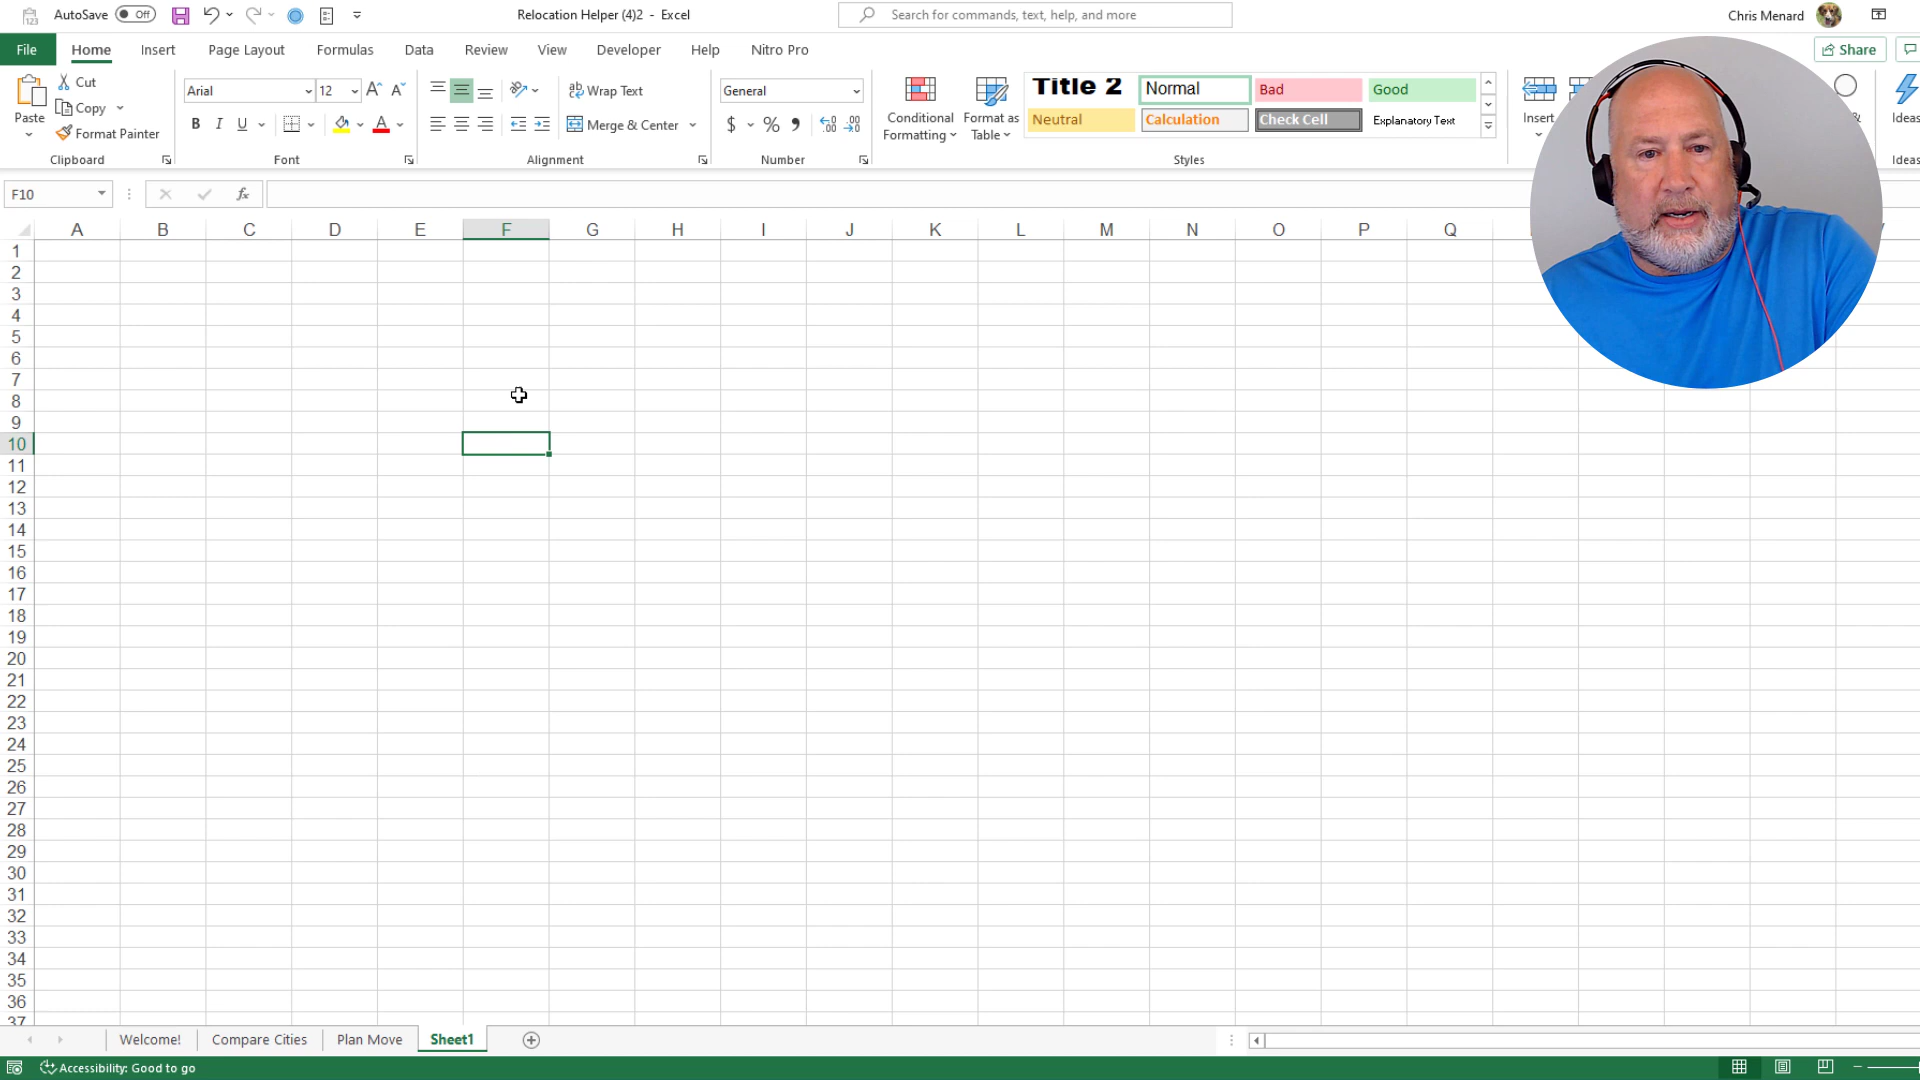 AutoSave Off Relocation Helper (4)2 - Excel Search for commands, text, help, and more Chris Menard
File Home Insert Page Layout Formulas Data Review View Developer Help Nitro Pro Share
Paste Cut Copy Format Painter Clipboard
Arial 12 B I U Font
Wrap Text Merge & Center Alignment
General $ % Number
Conditional Formatting Format as Table
Title 2 Normal Bad Good
Neutral Calculation Check Cell Explanatory Text
Styles
Insert & Ideas
Ideas
F10 fx
A B C D E F G H I J K L M N O P Q
1
2
3
4
5
6
7
8
9
10
11
12
13
14
15
16
17
18
19
20
21
22
23
24
25
26
27
28
29
30
31
32
33
34
35
36
37
Welcome! Compare Cities Plan Move Sheet1
Accessibility: Good to go